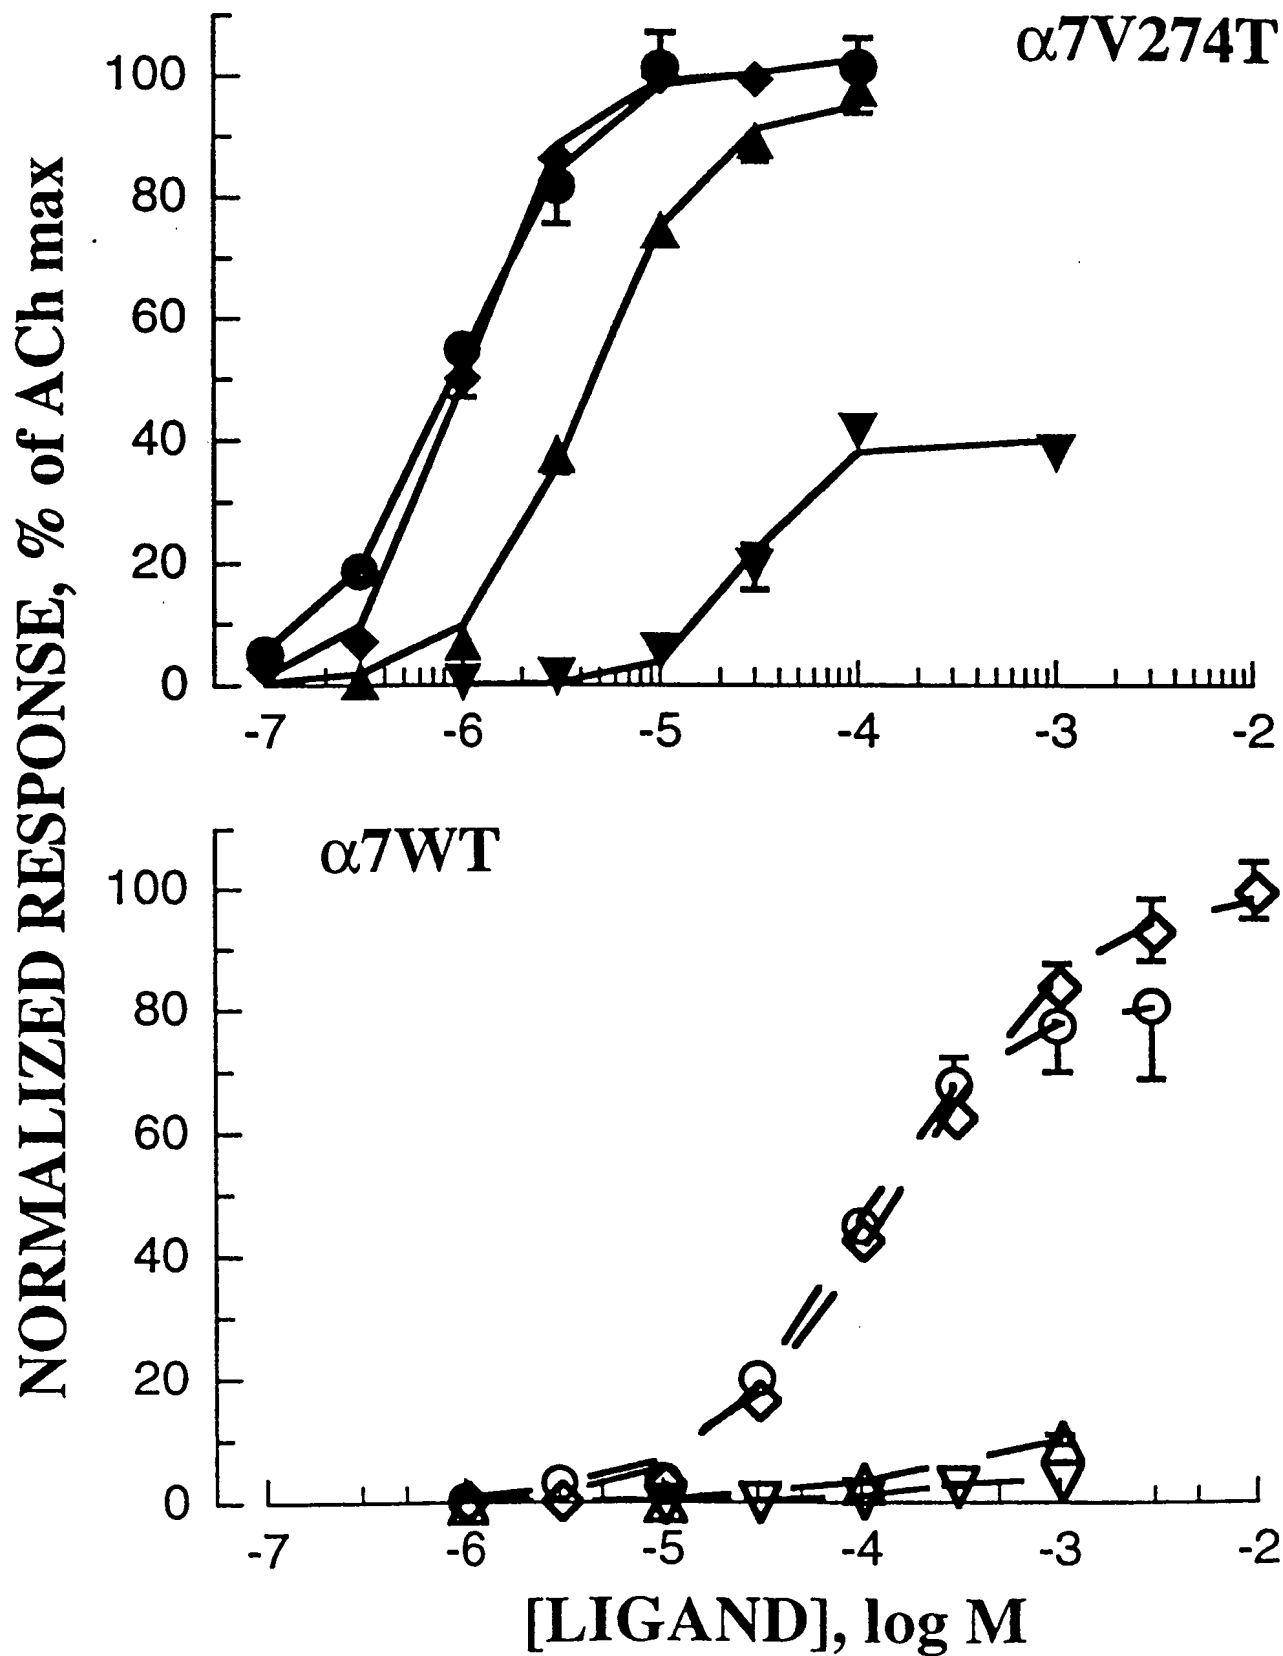 α7V274T
100
80
60
40
20
0
-7 -6 -5 -4 -3 -2
NORMALIZED RESPONSE, % of ACh max
α7WT
100
80
60
40
20
0
-7 -6 -5 -4 -3 -2
[LIGAND], log M